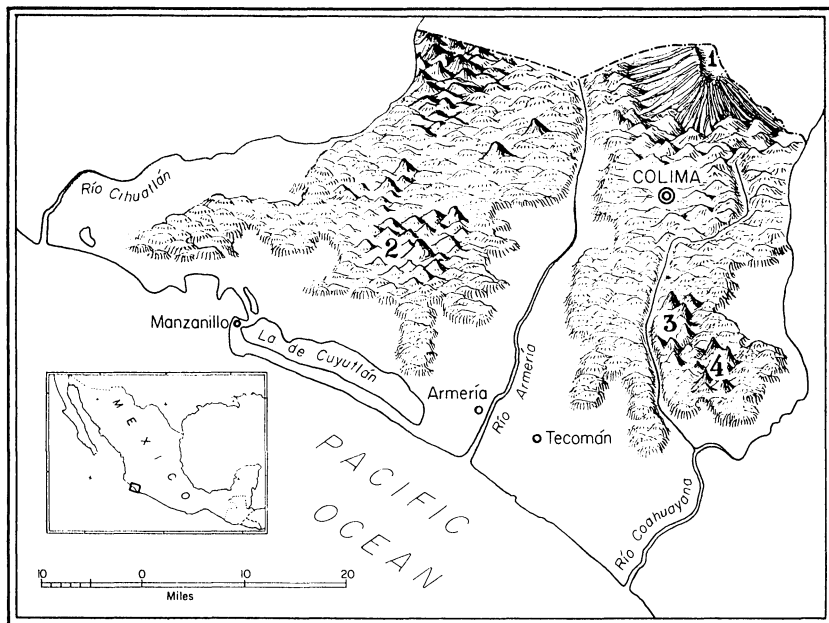 1
COLIMA
Río Cihuatlán
2
Manzanillo
La de Cuyutlán
3
4
Armería
Río Armería
Tecomán
MEXICO
PACIFIC
OCEAN
Río Coahuayana
10 0 10 20
Miles